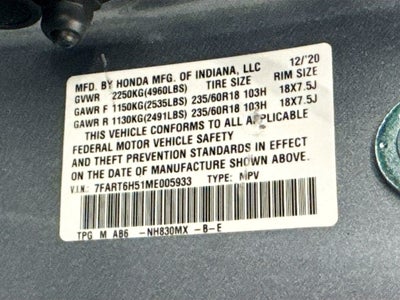 MFD. BY HONDA MFG. OF INDIANA, LLC 12/'20
GVWR 2250KG(4960LBS) TIRE SIZE RIM SIZE
GAWR F 1150KG(2535LBS) 235/60R18 103H 18X7.5J
GAWR R 1130KG(2491LBS) 235/60R18 103H 18X7.5J
THIS VEHICLE CONFORMS TO ALL APPLICABLE
FEDERAL MOTOR VEHICLE SAFETY
AND THEFT PREVENTION STANDARDS IN EFFECT
ON THE DATE OF MANUFACTURE SHOWN ABOVE.
V.I.N.: 7FART6H51ME005933 TYPE: MPV
TPG M AB6 -NH830MX -B-E